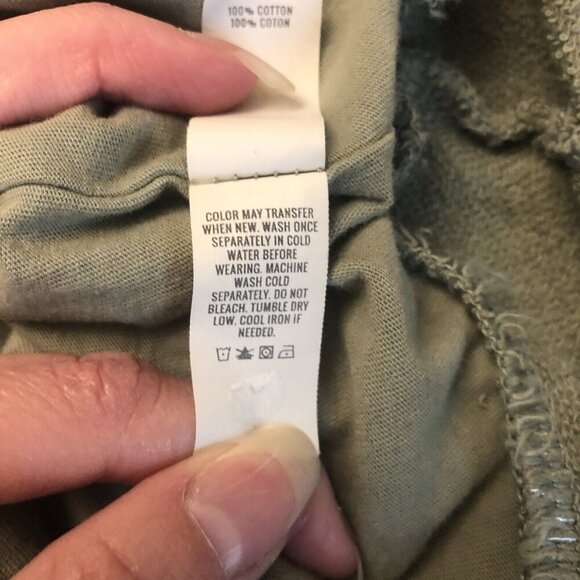 100% COTTON
100% COTON
COLOR MAY TRANSFER
WHEN NEW. WASH ONCE
SEPARATELY IN COLD
WATER BEFORE
WEARING. MACHINE
WASH COLD
SEPARATELY. DO NOT
BLEACH. TUMBLE DRY
LOW. COOL IRON IF
NEEDED.